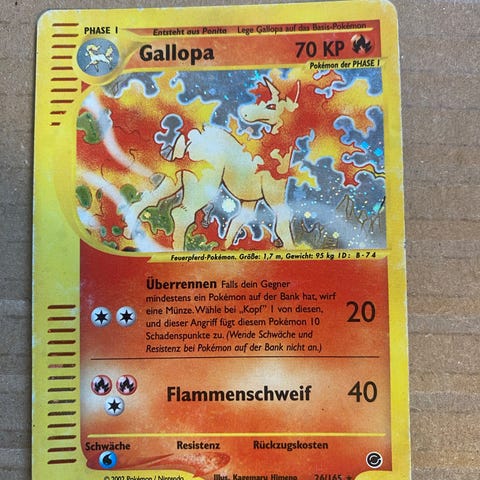 PHASE 1 Entsteht aus Ponita Lege Gallopa auf das Basis-Pokémon
Gallopa 70 KP
Pokémon der PHASE 1
Feuerpferd-Pokémon. Größe: 1,7 m, Gewicht: 95 kg ID: B-74
Überrennen Falls dein Gegner
mindestens ein Pokémon auf der Bank hat, wirf
eine Münze. Wähle bei „Kopf" 1 von diesen,
und dieser Angriff fügt diesem Pokémon 10
Schadenspunkte zu. (Wende Schwäche und
Resistenz bei Pokémon auf der Bank nicht an.)
20
Flammenschweif 40
Schwäche Resistenz Rückzugskosten
© 2002 Pokémon / Nintendo Illus. Kagemaru Himeno 26/165 ★